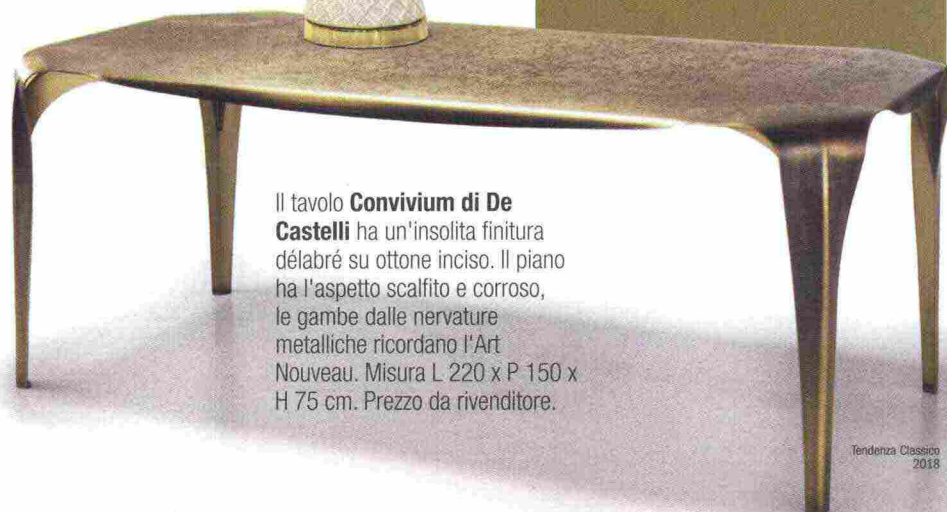 Il tavolo Convivium di De
Castelli ha un'insolita finitura
délabré su ottone inciso. Il piano
ha l'aspetto scalfito e corroso,
le gambe dalle nervature
metalliche ricordano l'Art
Nouveau. Misura L 220 x P 150 x
H 75 cm. Prezzo da rivenditore.
Tendenza Classico
2018